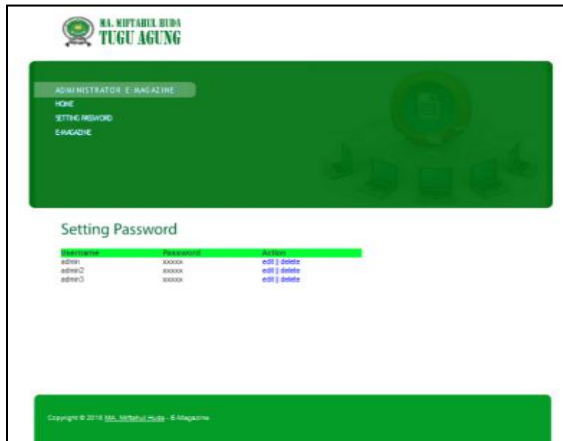 MA. MIFTAHUL HUDA
TUGU AGUNG
ADMINISTRATOR E-MAGAZINE
HOME
SETTING PASSWORD
E-MAGAZINE
Setting Password
Username Password Action
admin xxxxx edit || delete
admin2 xxxxx edit || delete
admin3 xxxxx edit || delete
Copyright © 2018 MA. Miftahul Huda - E-Magazine.